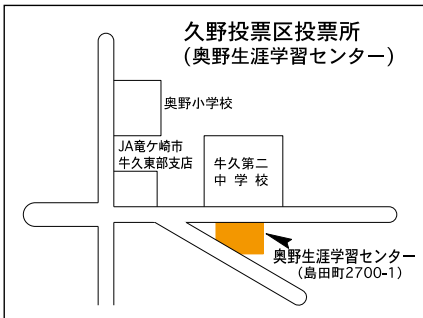 久野投票区投票所
(奥野生涯学習センター)
奥野小学校
JA竜ケ崎市
牛久東部支店
牛久第二
中学校
奥野生涯学習センター
(島田町2700-1)